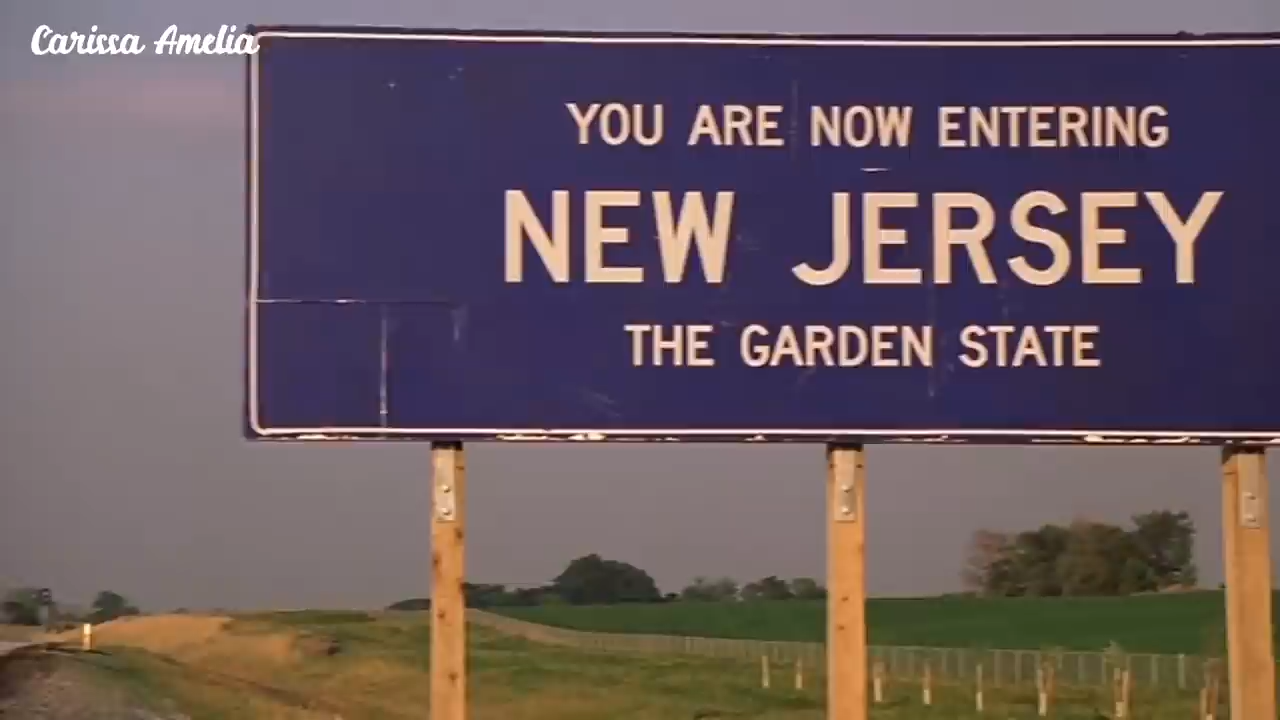 Carissa Amelia
YOU ARE NOW ENTERING
NEW JERSEY
THE GARDEN STATE